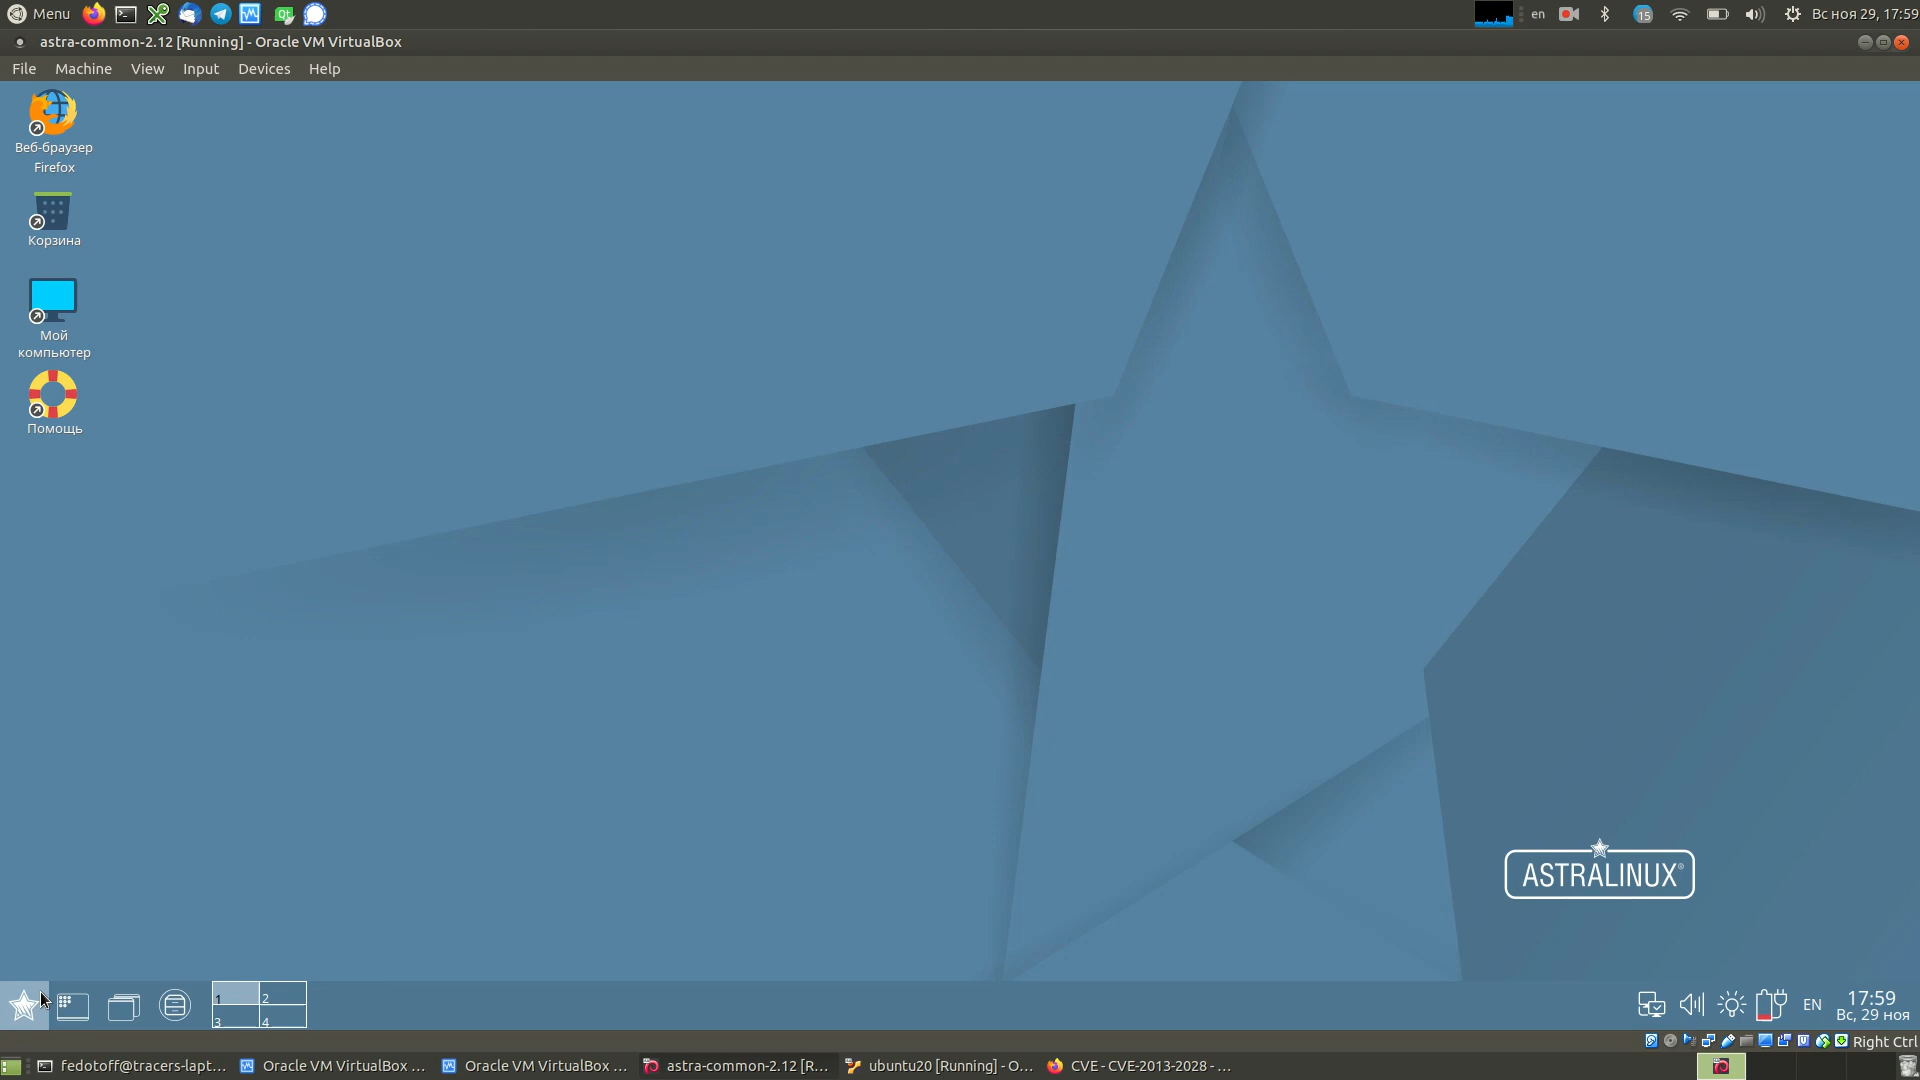 Menu
en
15
Вс ноя 29, 17:59
astra-common-2.12 [Running] - Oracle VM VirtualBox
File Machine View Input Devices Help
Веб-браузер
Firefox
Корзина
Мой
компьютер
Помощь
ASTRALINUX®
1 2
3 4
EN
17:59
Вс, 29 ноя
Right Ctrl
fedotoff@tracers-lapt...
Oracle VM VirtualBox ...
Oracle VM VirtualBox ...
astra-common-2.12 [R...
ubuntu20 [Running] - O...
CVE - CVE-2013-2028 - ...